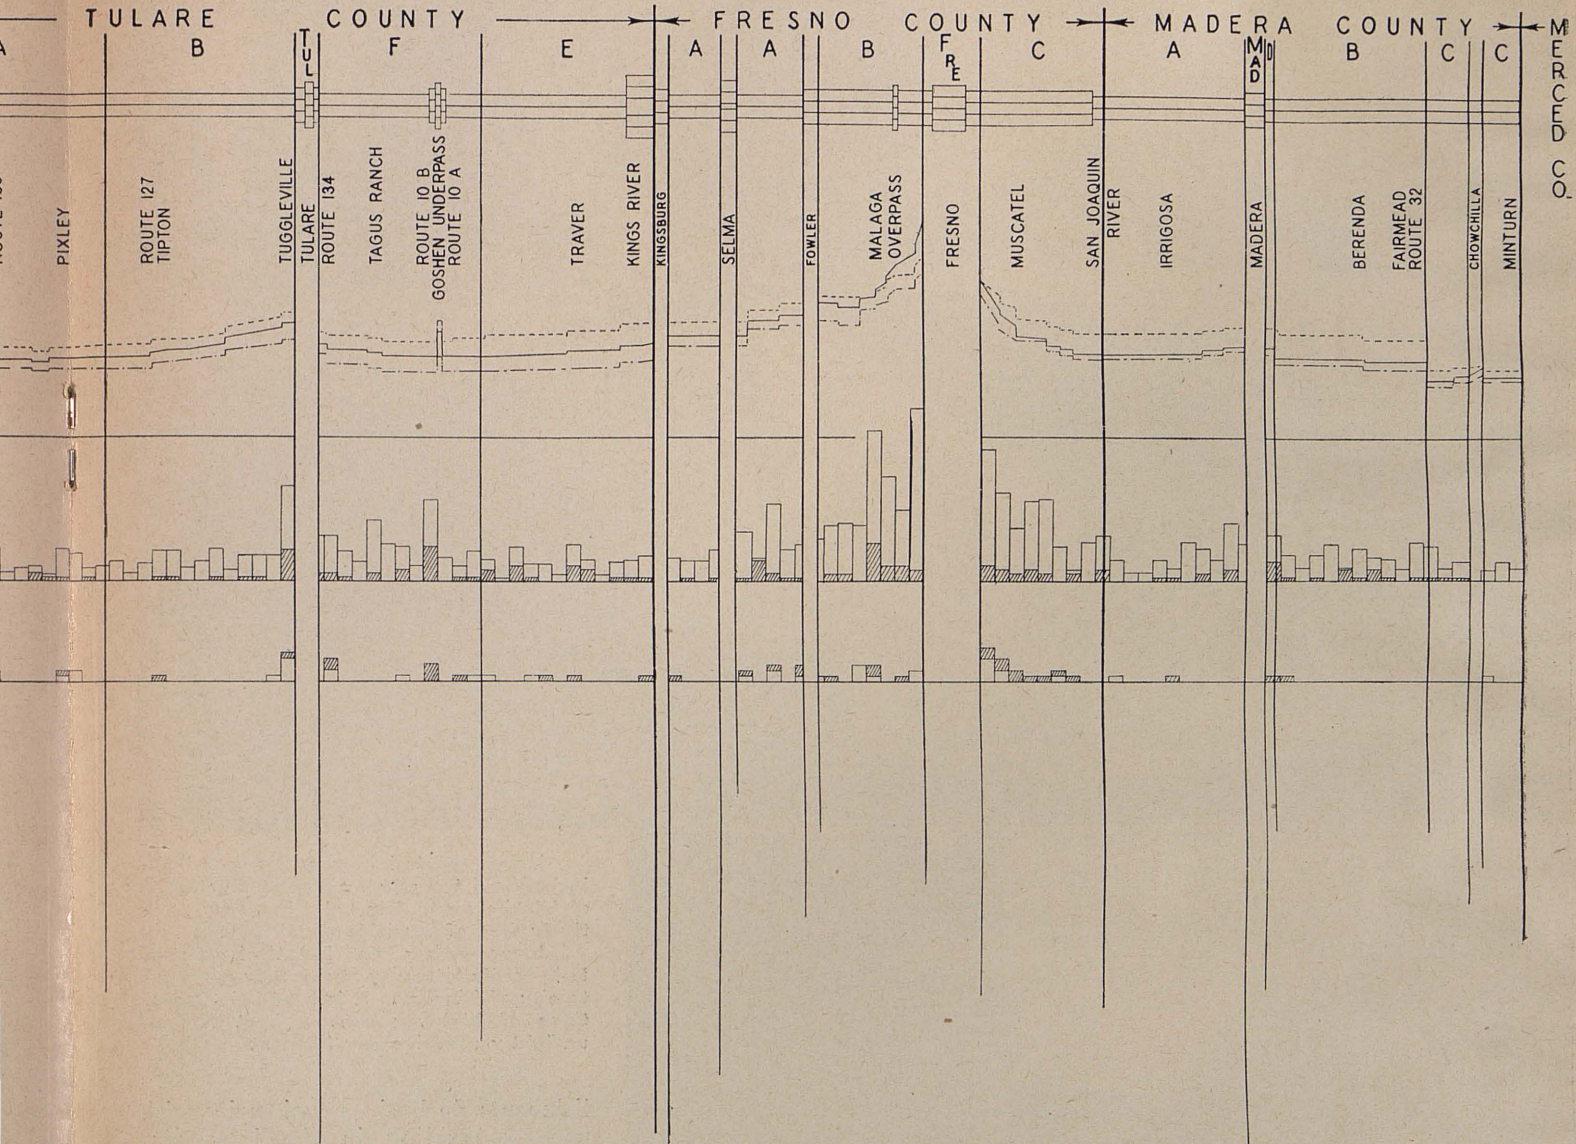 TULARE COUNTY FRESNO COUNTY MADERA COUNTY MERCED CO.
A B TUL F E A A B FRE C A MAD D B C C
PIXLEY
ROUTE 127
TIPTON
TUGGLEVILLE
TULARE
ROUTE 134
TAGUS RANCH
ROUTE 10 B
GOSHEN UNDERPASS
ROUTE 10 A
TRAVER
KINGS RIVER
KINGSBURG
SELMA
FOWLER
MALAGA
OVERPASS
FRESNO
MUSCATEL
SAN JOAQUIN
RIVER
IRRIGOSA
MADERA
BERENDA
FAIRMEAD
ROUTE 32
CHOWCHILLA
MINTURN